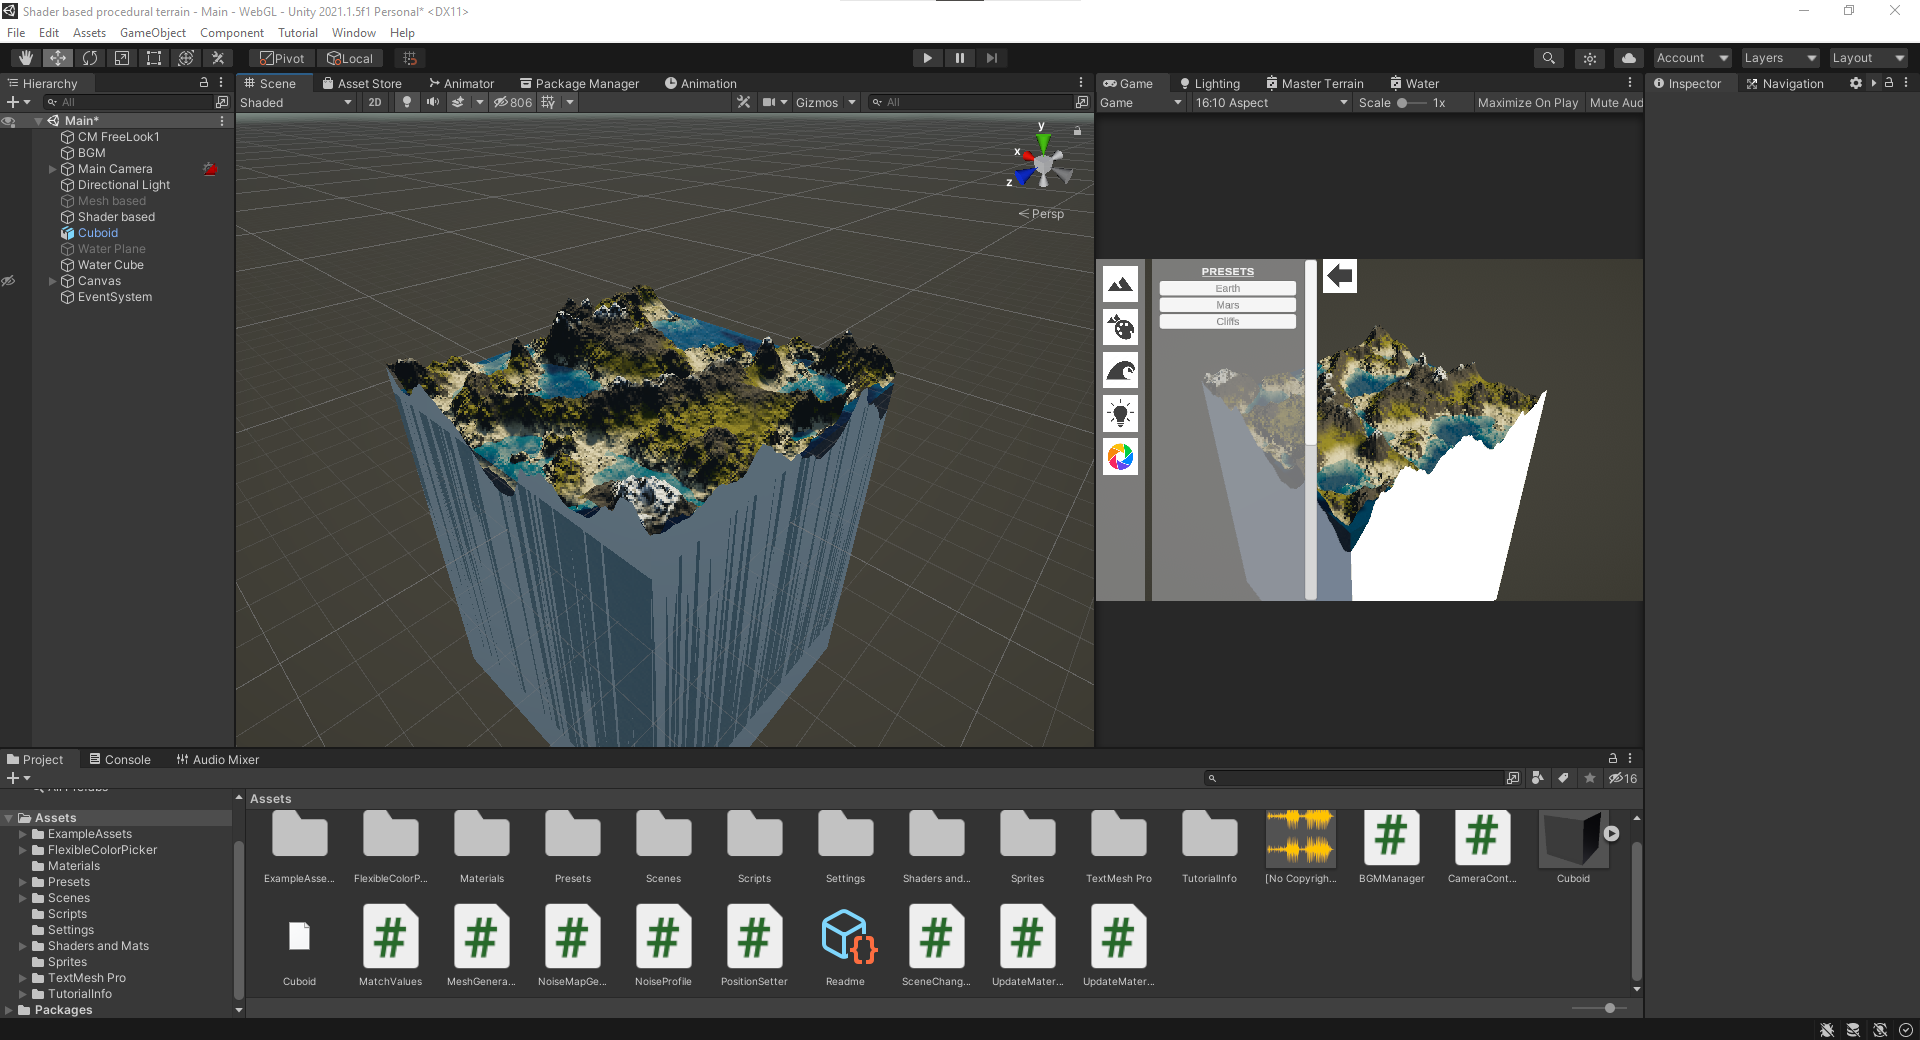 Shader based procedural terrain - Main - WebGL - Unity 2021.1.5f1 Personal* <DX11>
File Edit Assets GameObject Component Tutorial Window Help
Pivot Local Account Layers Layout
Hierarchy
All
Main*
CM FreeLook1
BGM
Main Camera
Directional Light
Mesh based
Shader based
Cuboid
Water Plane
Water Cube
Canvas
EventSystem
Scene Asset Store Animator Package Manager Animation
Shaded 2D 806 Gizmos All
y
x
z
Persp
Game Lighting Master Terrain Water
Game 16:10 Aspect Scale 1x Maximize On Play Mute Aud
PRESETS
Earth
Mars
Cliffs
Inspector Navigation
Project Console Audio Mixer
16
Assets
ExampleAssets
FlexibleColorPicker
Materials
Presets
Scenes
Scripts
Settings
Shaders and Mats
Sprites
TextMesh Pro
TutorialInfo
Packages
Assets
ExampleAsse... FlexibleColorP... Materials Presets Scenes Scripts Settings Shaders and... Sprites TextMesh Pro TutorialInfo [No Copyrigh... BGMManager CameraCont... Cuboid
Cuboid MatchValues MeshGenera... NoiseMapGe... NoiseProfile PositionSetter Readme SceneChang... UpdateMater... UpdateMater...